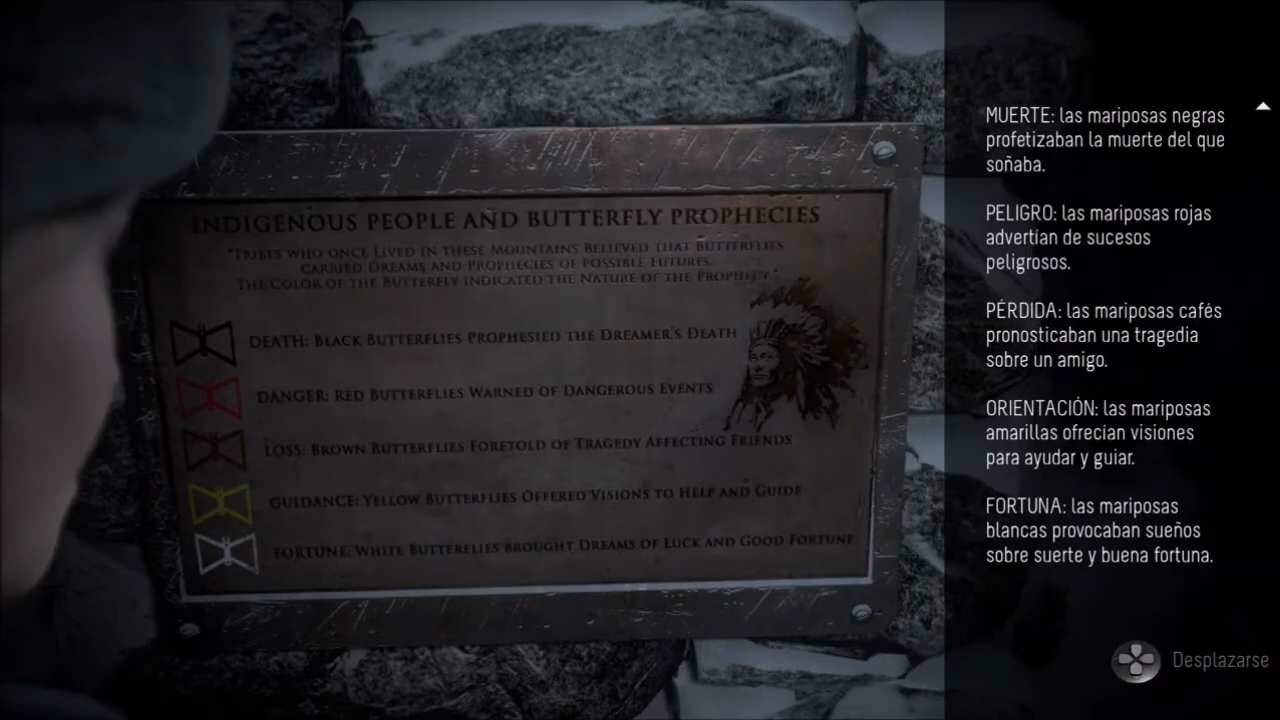 INDIGENOUS PEOPLE AND BUTTERFLY PROPHECIES
"TRIBES WHO ONCE LIVED IN THESE MOUNTAINS BELIEVED THAT BUTTERFLIES
CARRIED DREAMS AND PROPHECIES OF POSSIBLE FUTURES.
THE COLOR OF THE BUTTERFLY INDICATED THE NATURE OF THE PROPHECY."
DEATH: BLACK BUTTERFLIES PROPHESIED THE DREAMER'S DEATH
DANGER: RED BUTTERFLIES WARNED OF DANGEROUS EVENTS
LOSS: BROWN BUTTERFLIES FORETOLD OF TRAGEDY AFFECTING FRIENDS
GUIDANCE: YELLOW BUTTERFLIES OFFERED VISIONS TO HELP AND GUIDE
FORTUNE: WHITE BUTTERFLIES BROUGHT DREAMS OF LUCK AND GOOD FORTUNE
MUERTE: las mariposas negras
profetizaban la muerte del que
soñaba.
PELIGRO: las mariposas rojas
advertían de sucesos
peligrosos.
PÉRDIDA: las mariposas cafés
pronosticaban una tragedia
sobre un amigo.
ORIENTACIÓN: las mariposas
amarillas ofrecían visiones
para ayudar y guiar.
FORTUNA: las mariposas
blancas provocaban sueños
sobre suerte y buena fortuna.
Desplazarse